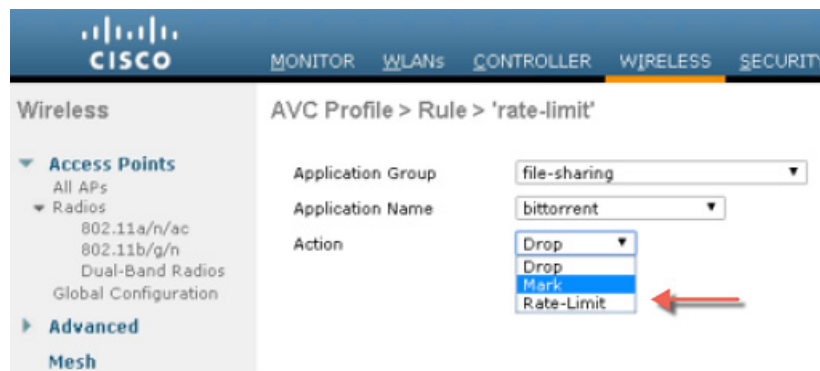 CISCO
MONITOR WLANs CONTROLLER WIRELESS SECURITY
Wireless
Access Points
All APs
Radios
802.11a/n/ac
802.11b/g/n
Dual-Band Radios
Global Configuration
Advanced
Mesh
AVC Profile > Rule > 'rate-limit'
Application Group file-sharing
Application Name bittorrent
Action Drop
Drop
Mark
Rate-Limit